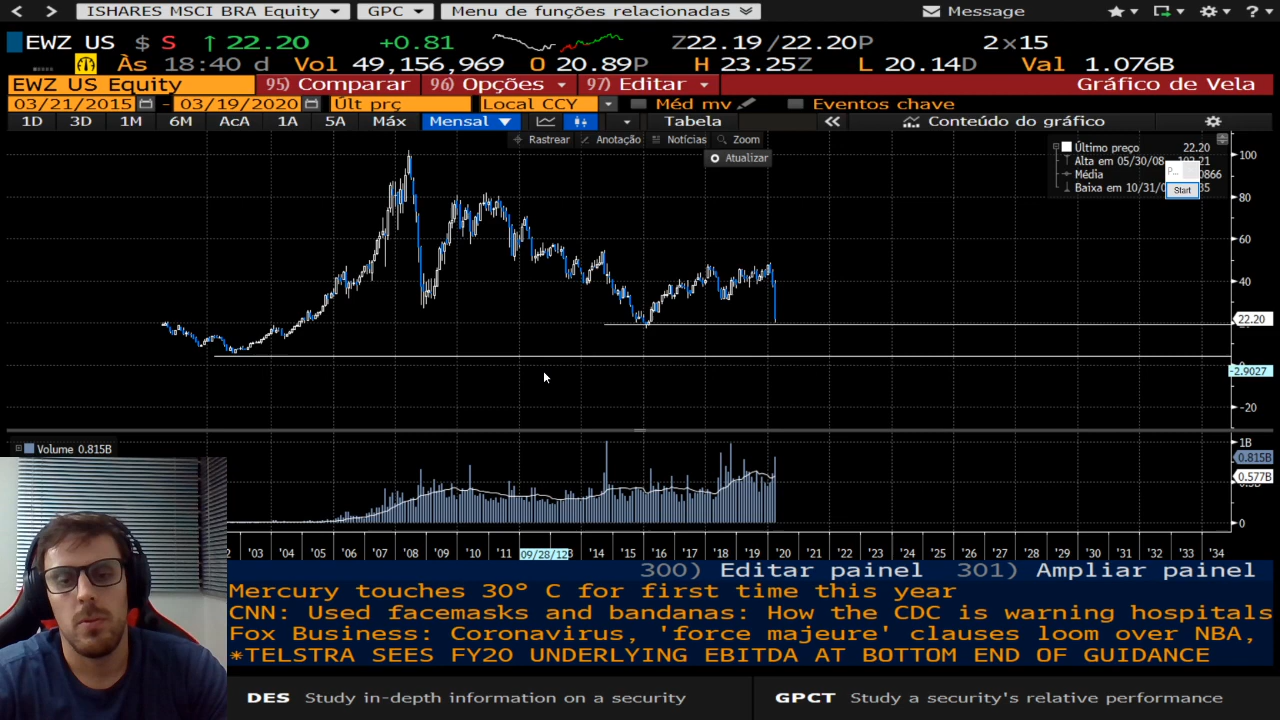 ISHARES MSCI BRA Equity GPC Menu de funções relacionadas Message
EWZ US $ S ↑ 22.20 +0.81 Z22.19/22.20P 2×15
Às 18:40 d Vol 49,156,969 O 20.89P H 23.25Z L 20.14D Val 1.076B
EWZ US Equity 95) Comparar 96) Opções 97) Editar Gráfico de Vela
03/21/2015 - 03/19/2020 Últ prç Local CCY Méd mv Eventos chave
1D 3D 1M 6M AcA 1A 5A Máx Mensal Tabela Conteúdo do gráfico
Rastrear Anotação Notícias Zoom
Atualizar
Último preço 22.20
Alta em 05/30/08
Média 0866
Baixa em 10/31/
P...
Start
100
80
60
40
22.20
-2.9027
-20
Volume 0.815B
1B
0.815B
0.577B
0
2 '03 '04 '05 '06 '07 '08 '09 '10 '11 09/28/12 3 '14 '15 '16 '17 '18 '19 '20 '21 '22 '23 '24 '25 '26 '27 '28 '29 '30 '31 '32 '33 '34
300) Editar painel 301) Ampliar painel
Mercury touches 30° C for first time this year
CNN: Used facemasks and bandanas: How the CDC is warning hospitals
Fox Business: Coronavirus, 'force majeure' clauses loom over NBA,
*TELSTRA SEES FY20 UNDERLYING EBITDA AT BOTTOM END OF GUIDANCE
DES Study in-depth information on a security GPCT Study a security's relative performance